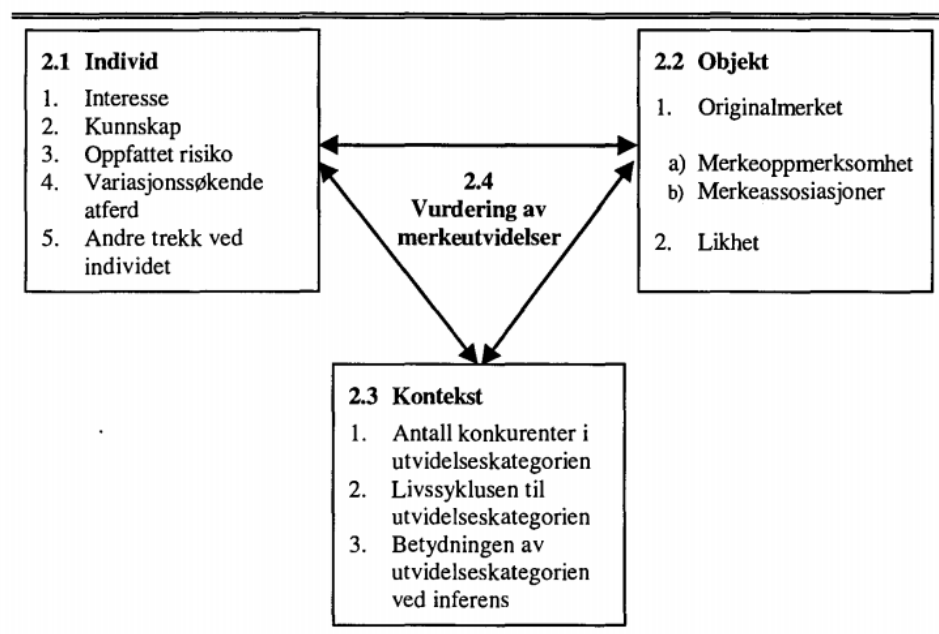 2.1 Individ
1. Interesse
2. Kunnskap
3. Oppfattet risiko
4. Variasjonssøkende
atferd
5. Andre trekk ved
individet
2.2 Objekt
1. Originalmerket
a) Merkeoppmerksomhet
b) Merkeassosiasjoner
2. Likhet
2.4
Vurdering av
merkeutvidelser
2.3 Kontekst
1. Antall konkurenter i
utvidelseskategorien
2. Livssyklusen til
utvidelseskategorien
3. Betydningen av
utvidelseskategorien
ved inferens